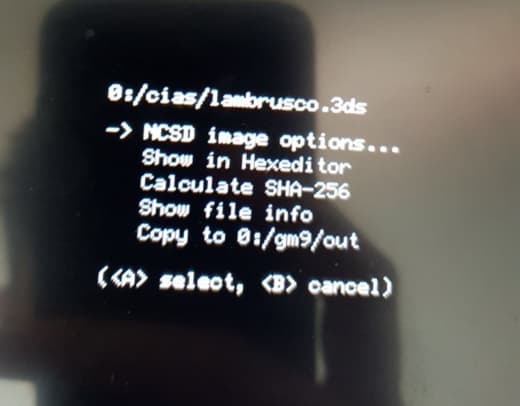 0:/cias/lambrusco.3ds
-> NCSD image options...
Show in Hexeditor
Calculate SHA-256
Show file info
Copy to 0:/gm9/out
(<A> select, <B> cancel)